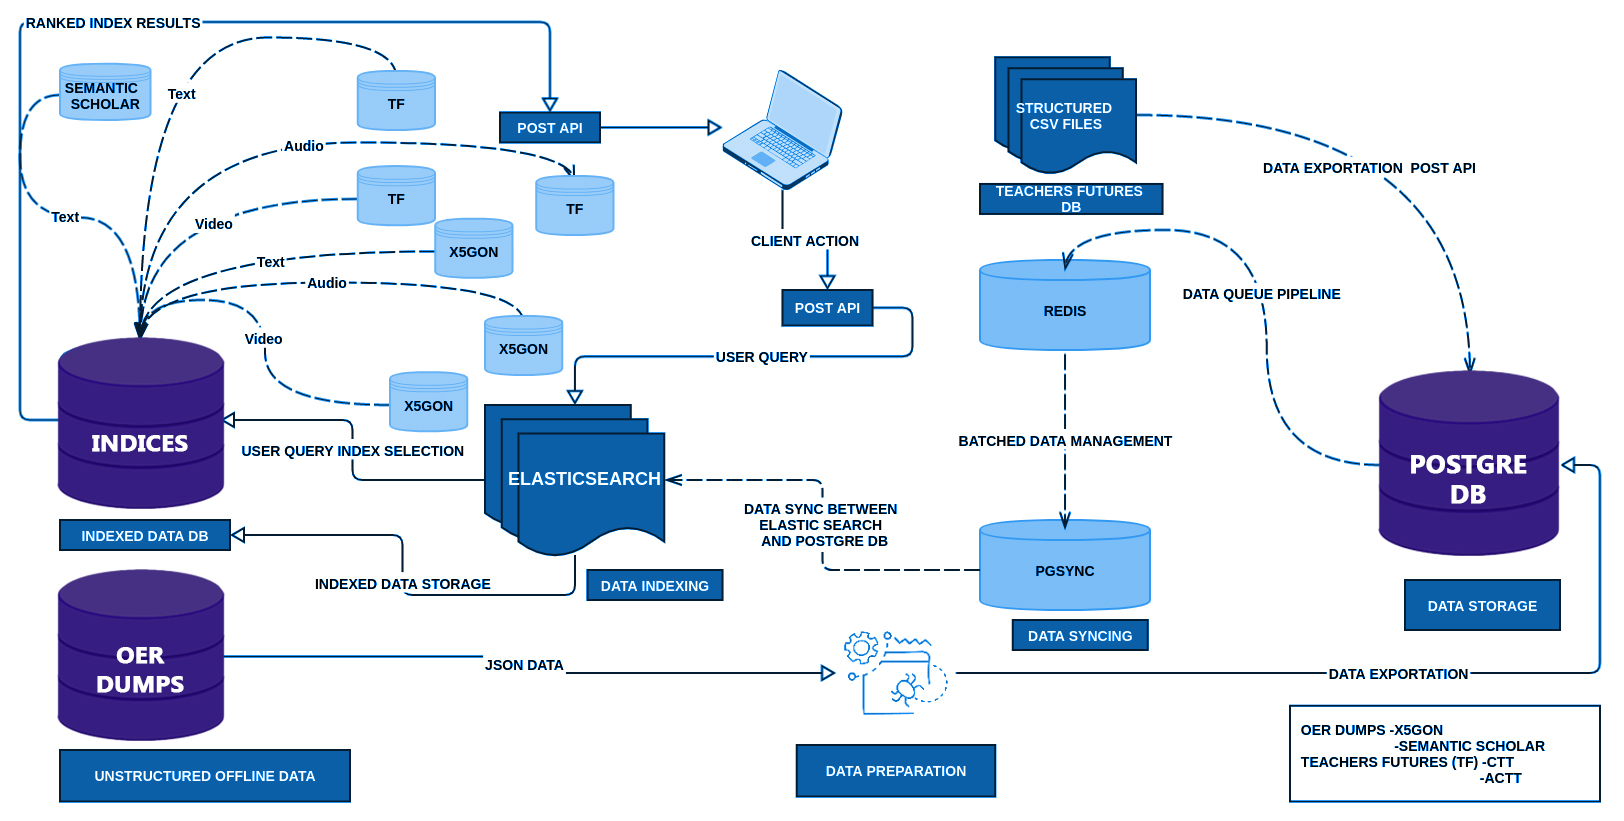 RANKED INDEX RESULTS
SEMANTIC
SCHOLAR
Text
TF
Audio
TF
TF
Video
Text
X5GON
Text
Audio
X5GON
Video
X5GON
POST API
CLIENT ACTION
POST API
USER QUERY
STRUCTURED
CSV FILES
TEACHERS FUTURES
DB
DATA EXPORTATION POST API
REDIS
DATA QUEUE PIPELINE
BATCHED DATA MANAGEMENT
INDICES
USER QUERY INDEX SELECTION
ELASTICSEARCH
DATA SYNC BETWEEN
ELASTIC SEARCH
AND POSTGRE DB
POSTGRE
DB
INDEXED DATA DB
INDEXED DATA STORAGE
DATA INDEXING
PGSYNC
DATA SYNCING
DATA STORAGE
OER
DUMPS
JSON DATA
DATA EXPORTATION
UNSTRUCTURED OFFLINE DATA
DATA PREPARATION
OER DUMPS -X5GON
-SEMANTIC SCHOLAR
TEACHERS FUTURES (TF) -CTT
-ACTT